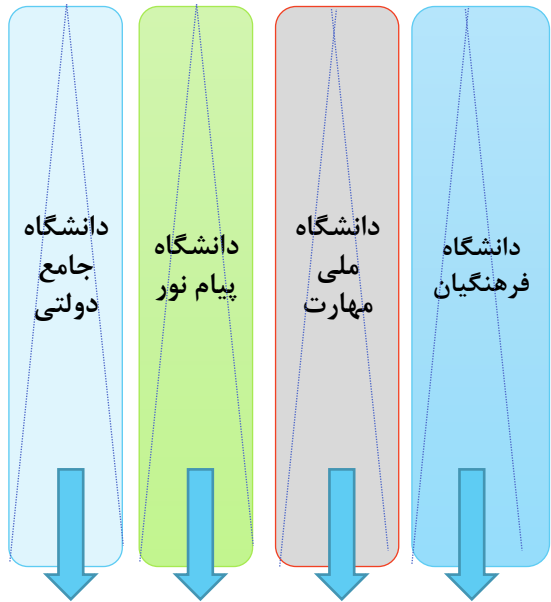 دانشگاه
فرهنگیان
دانشگاه
ملی
مهارت
دانشگاه
پیام نور
دانشگاه
جامع
دولتی